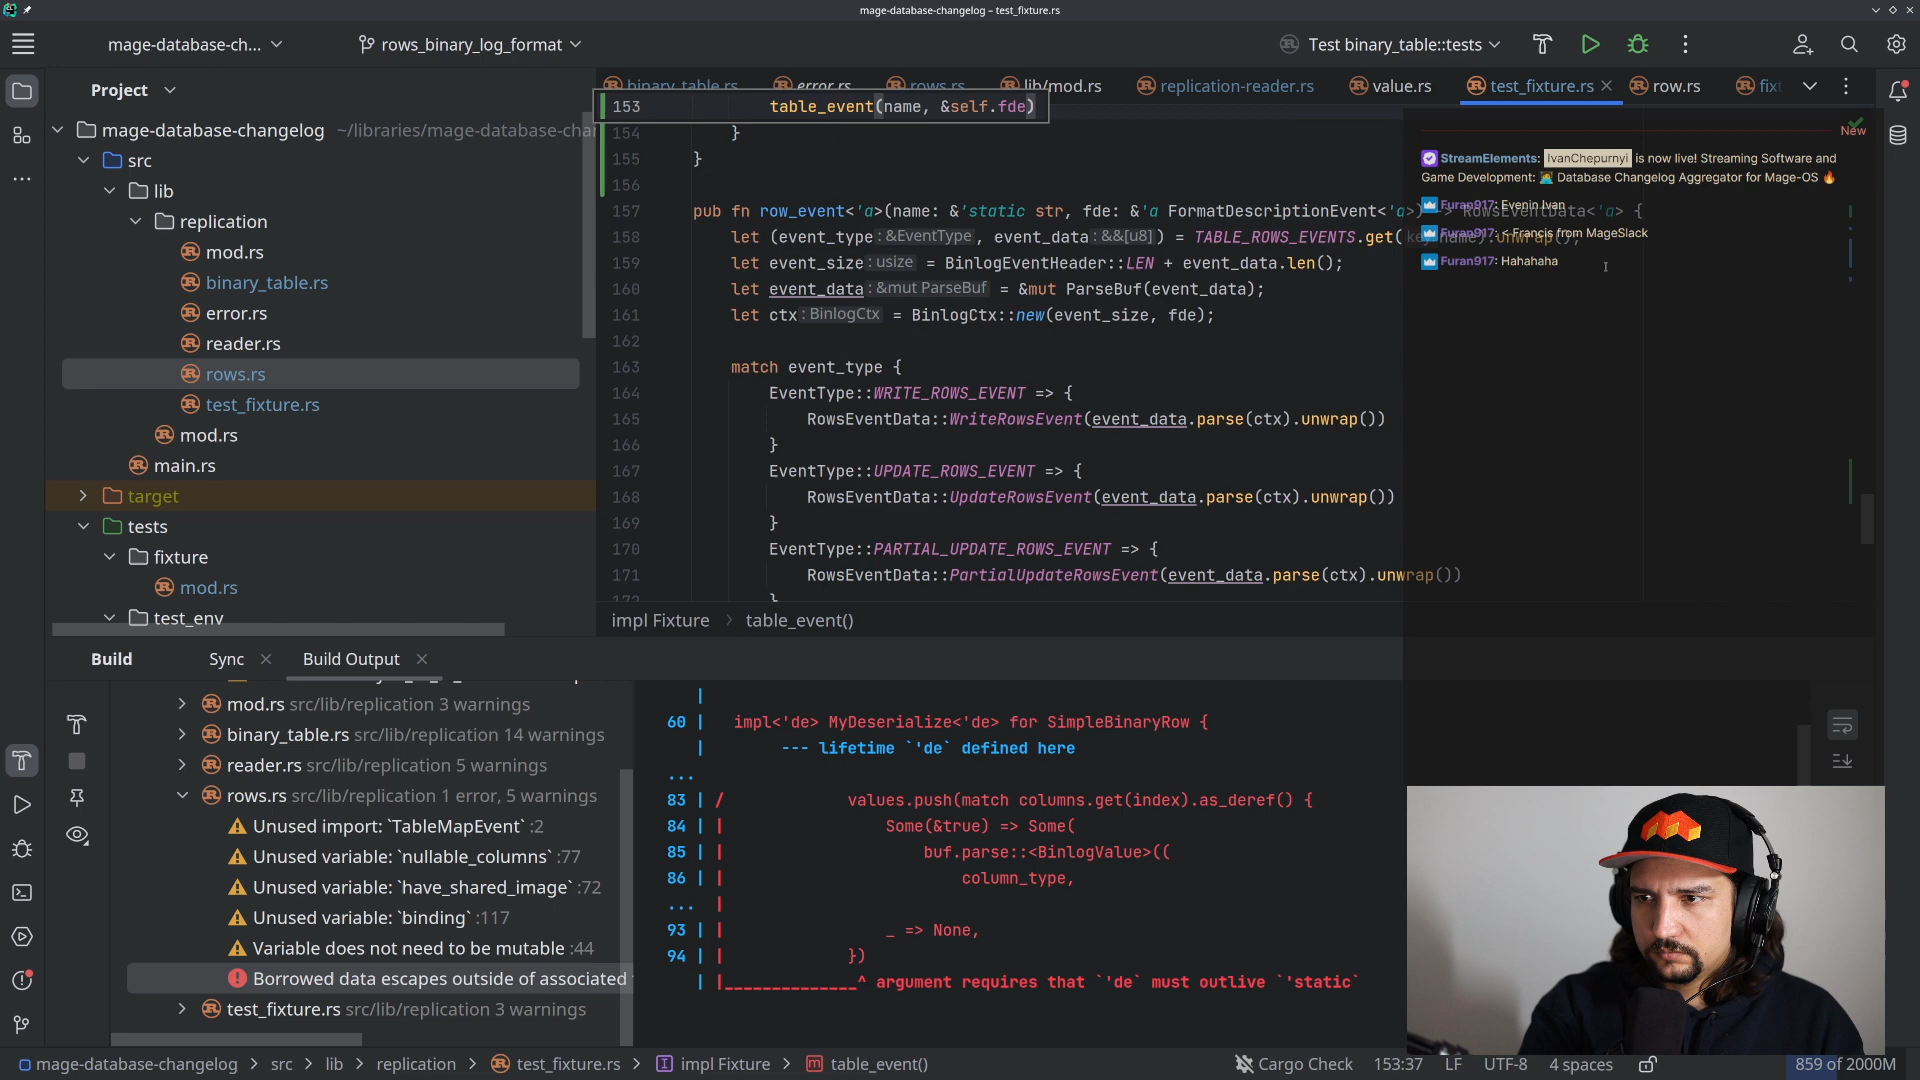 mage-database-changelog – test_fixture.rs
mage-database-ch...
rows_binary_log_format
Test binary_table::tests
Project
binary_table.rs
error.rs
rows.rs
lib/mod.rs
replication-reader.rs
value.rs
test_fixture.rs
row.rs
mage-database-changelog
src
lib
replication
mod.rs
binary_table.rs
error.rs
reader.rs
rows.rs
test_fixture.rs
mod.rs
main.rs
target
tests
fixture
mod.rs
test_env
153 table_event(name, &self.fde)
154 }
155 }
156
157 pub fn row_event<'a>(name: &'static str, fde: &'a FormatDescriptionEvent<'a>) -> RowsEventData<'a> {
158 let (event_type: &EventType, event_data: &&[u8]) = TABLE_ROWS_EVENTS.get(key: name).unwrap();
159 let event_size: usize = BinlogEventHeader::LEN + event_data.len();
160 let event_data: &mut ParseBuf = &mut ParseBuf(event_data);
161 let ctx: BinlogCtx = BinlogCtx::new(event_size, fde);
162
163 match event_type {
164 EventType::WRITE_ROWS_EVENT => {
165 RowsEventData::WriteRowsEvent(event_data.parse(ctx).unwrap())
166 }
167 EventType::UPDATE_ROWS_EVENT => {
168 RowsEventData::UpdateRowsEvent(event_data.parse(ctx).unwrap())
169 }
170 EventType::PARTIAL_UPDATE_ROWS_EVENT => {
171 RowsEventData::PartialUpdateRowsEvent(event_data.parse(ctx).unwrap())
172 }
New
StreamElements: IvanChepurnyi is now live! Streaming Software and
Game Development: 🧑‍💻 Database Changelog Aggregator for Mage-OS 🔥
Furan917: Evenin Ivan
Furan917: <-Francis from MageSlack
Furan917: Hahahaha
impl Fixture
table_event()
Build
Sync
Build Output
mod.rs src/lib/replication 3 warnings
binary_table.rs src/lib/replication 14 warnings
reader.rs src/lib/replication 5 warnings
rows.rs src/lib/replication 1 error, 5 warnings
Unused import: `TableMapEvent` :2
Unused variable: `nullable_columns` :77
Unused variable: `have_shared_image` :72
Unused variable: `binding` :117
Variable does not need to be mutable :44
Borrowed data escapes outside of associated
test_fixture.rs src/lib/replication 3 warnings
|
60 | impl<'de> MyDeserialize<'de> for SimpleBinaryRow {
| --- lifetime `'de` defined here
...
83 | / values.push(match columns.get(index).as_deref() {
84 | | Some(&true) => Some(
85 | | buf.parse::<BinlogValue>((
86 | | column_type,
... |
93 | | _ => None,
94 | | })
| |______________^ argument requires that `'de` must outlive `'static`
mage-database-changelog
src
lib
replication
test_fixture.rs
impl Fixture
table_event()
Cargo Check
153:37
LF
UTF-8
4 spaces
859 of 2000M